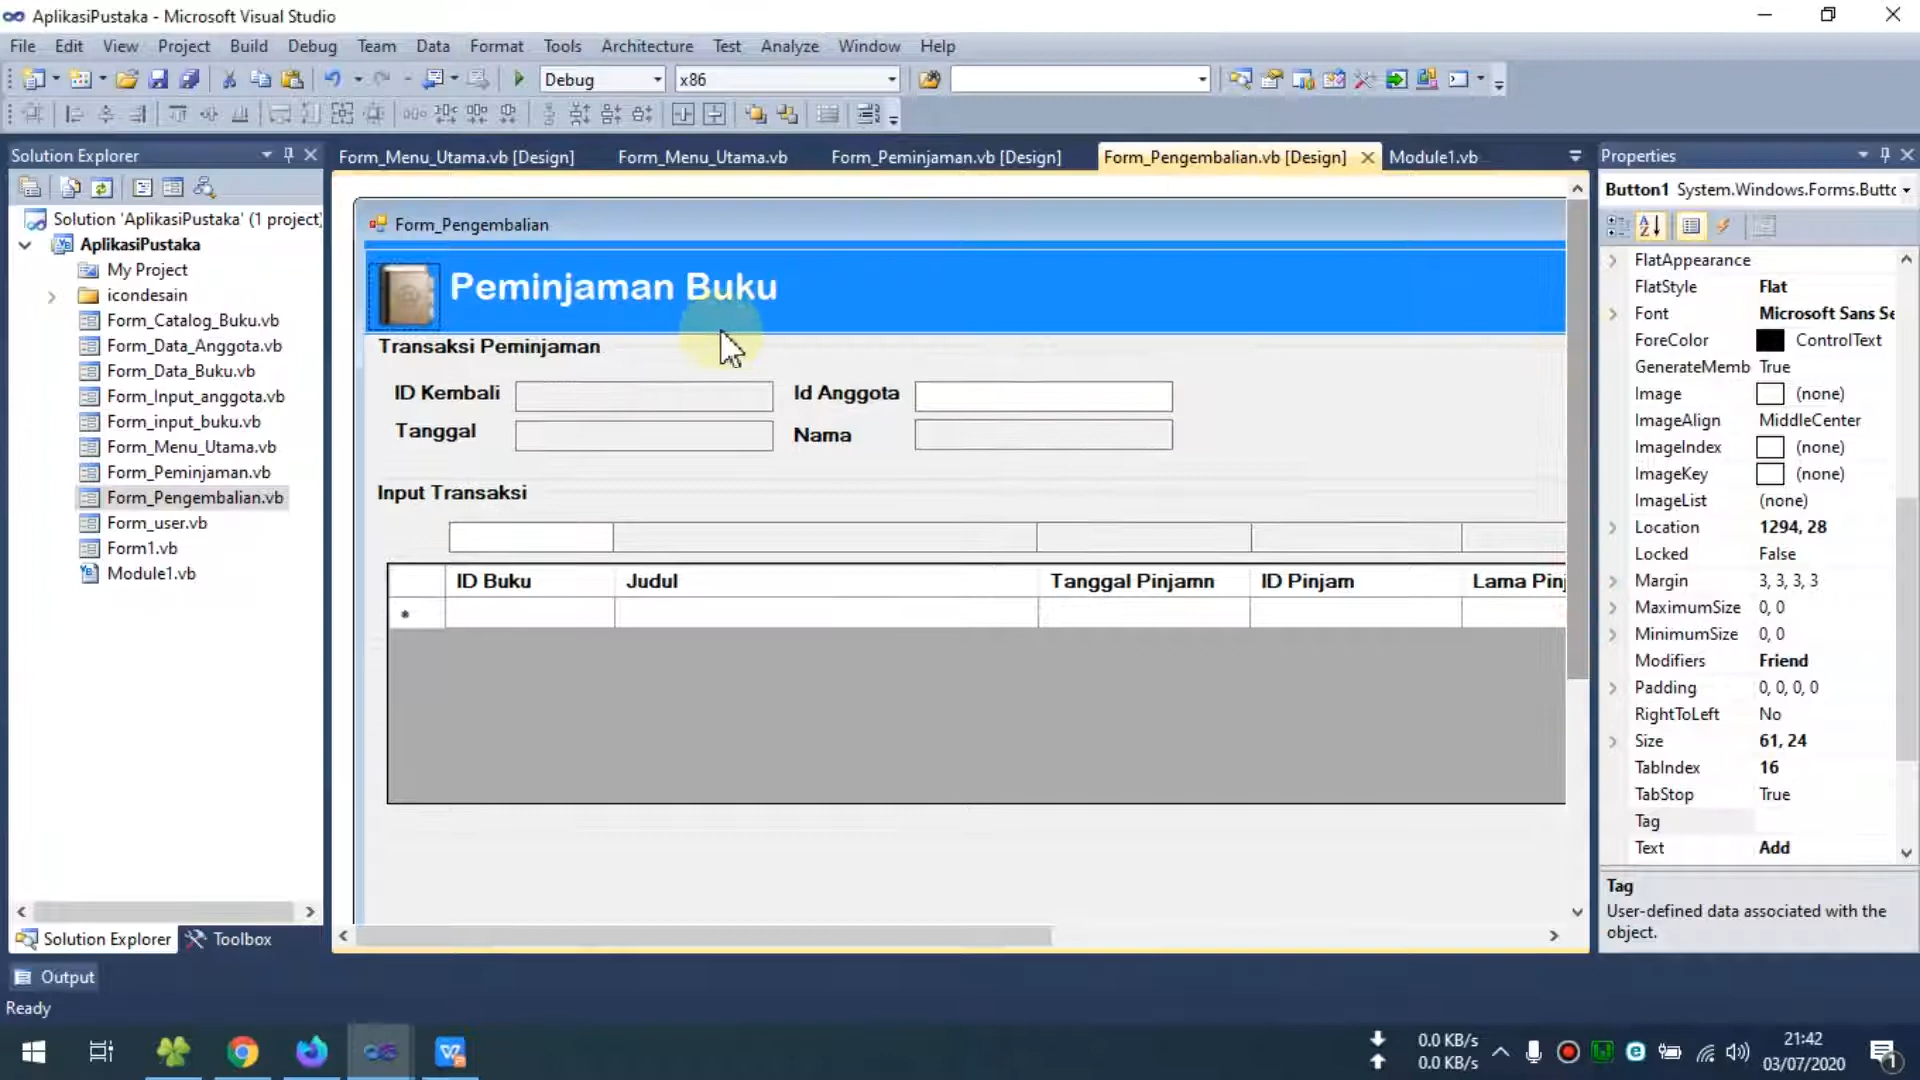 AplikasiPustaka - Microsoft Visual Studio
File Edit View Project Build Debug Team Data Format Tools Architecture Test Analyze Window Help
Debug x86
Solution Explorer
Form_Menu_Utama.vb [Design] Form_Menu_Utama.vb Form_Peminjaman.vb [Design] Form_Pengembalian.vb [Design] Module1.vb
Properties
Button1 System.Windows.Forms.Buttc
Solution 'AplikasiPustaka' (1 project)
AplikasiPustaka
My Project
icondesain
Form_Catalog_Buku.vb
Form_Data_Anggota.vb
Form_Data_Buku.vb
Form_Input_anggota.vb
Form_input_buku.vb
Form_Menu_Utama.vb
Form_Peminjaman.vb
Form_Pengembalian.vb
Form_user.vb
Form1.vb
Module1.vb
Solution Explorer Toolbox
Form_Pengembalian
Peminjaman Buku
Transaksi Peminjaman
ID Kembali Id Anggota
Tanggal Nama
Input Transaksi
ID Buku Judul Tanggal Pinjamn ID Pinjam Lama Pinj
*
FlatAppearance
FlatStyle Flat
Font Microsoft Sans Se
ForeColor ControlText
GenerateMemb True
Image (none)
ImageAlign MiddleCenter
ImageIndex (none)
ImageKey (none)
ImageList (none)
Location 1294, 28
Locked False
Margin 3, 3, 3, 3
MaximumSize 0, 0
MinimumSize 0, 0
Modifiers Friend
Padding 0, 0, 0, 0
RightToLeft No
Size 61, 24
TabIndex 16
TabStop True
Tag
Text Add
Tag
User-defined data associated with the
object.
Output
Ready
0.0 KB/s
0.0 KB/s
21:42
03/07/2020
1